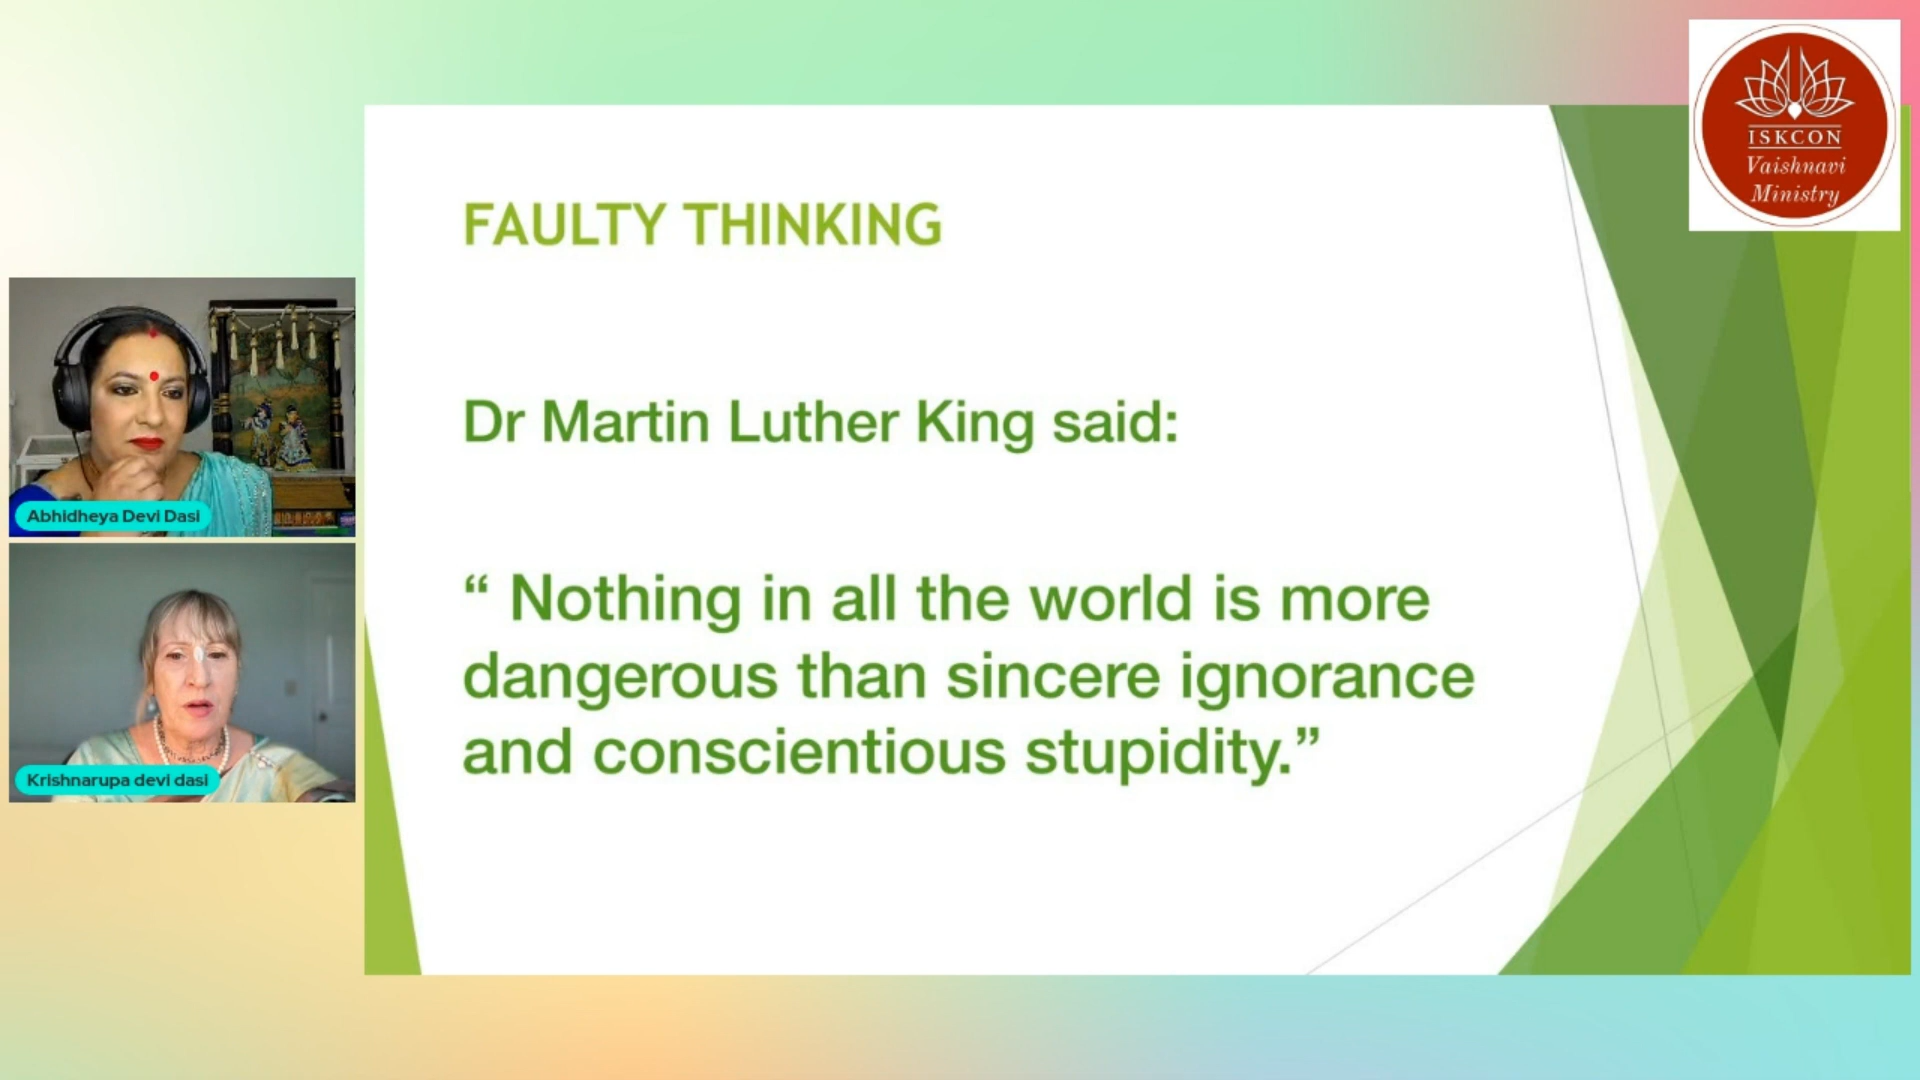 ISKCON
Vaishnavi
Ministry
FAULTY THINKING
Dr Martin Luther King said:
“ Nothing in all the world is more
dangerous than sincere ignorance
and conscientious stupidity.”
Abhidheya Devi Dasi
Krishnarupa devi dasi